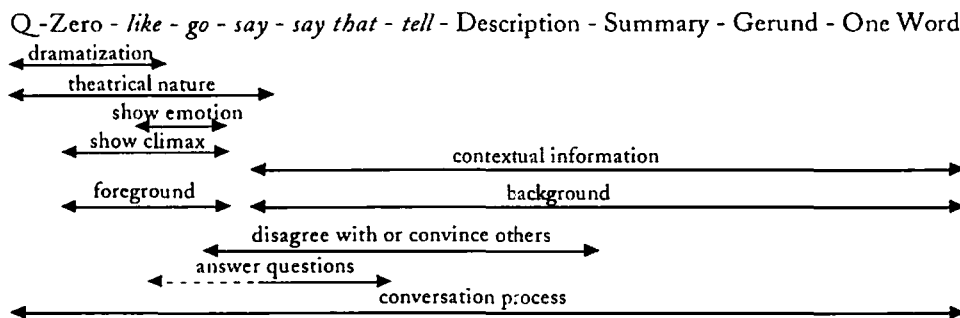 Q -Zero - like - go - say - say that - tell - Description - Summary - Gerund - One Word
dramatization
theatrical nature
show emotion
show climax
contextual information
foreground
background
disagree with or convince others
answer questions
conversation process